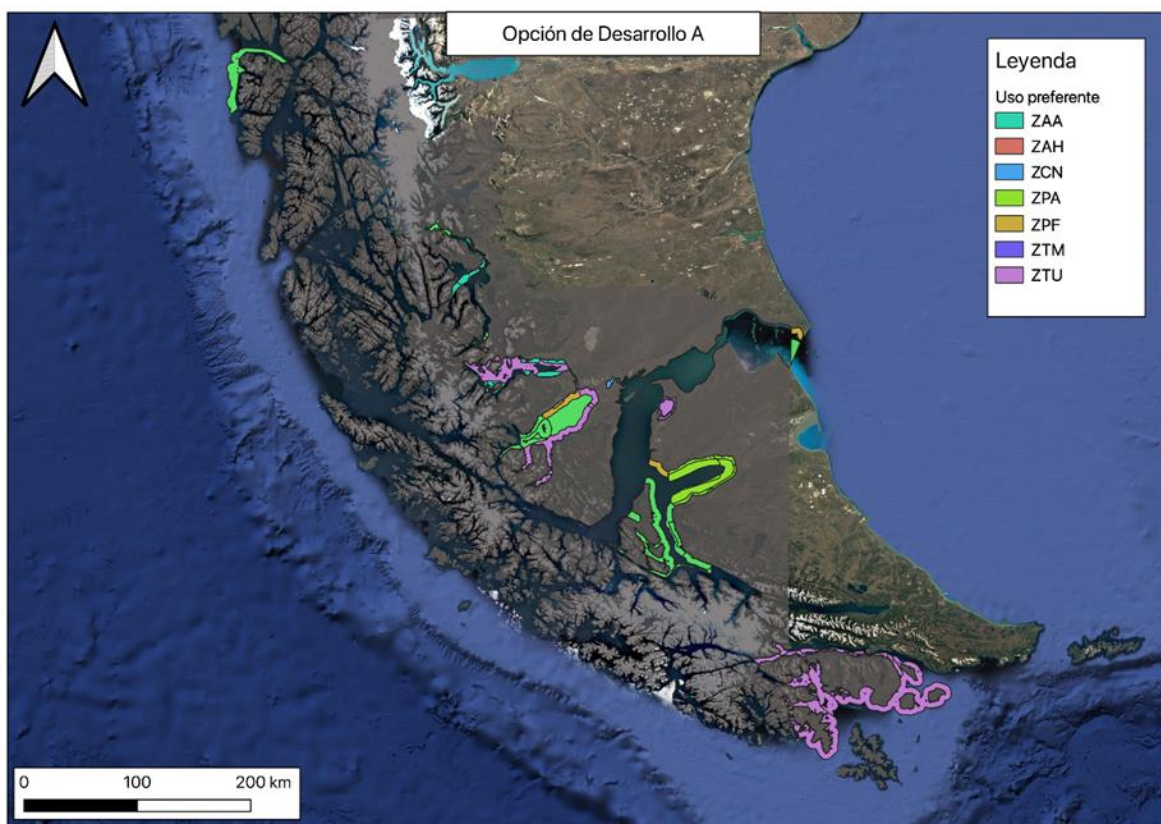 Opción de Desarrollo A
Leyenda
Uso preferente
ZAA
ZAH
ZCN
ZPA
ZPF
ZTM
ZTU
0 100 200 km